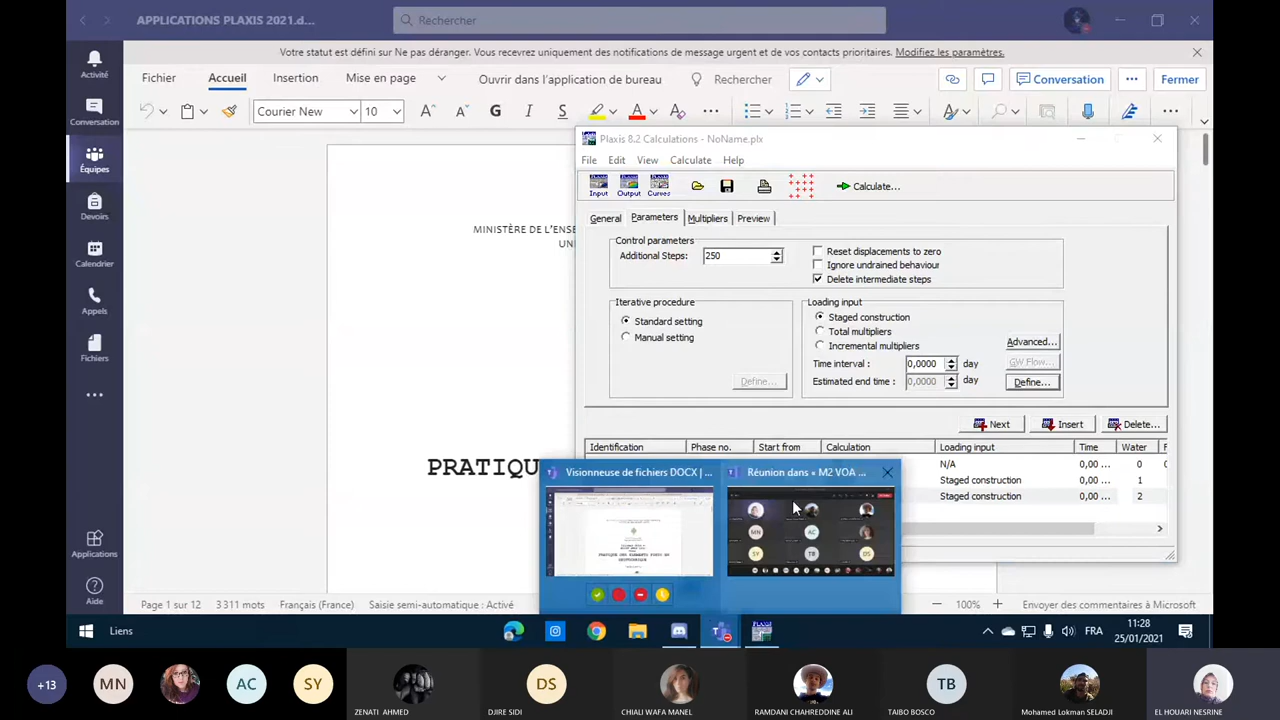 APPLICATIONS PLAXIS 2021.d...
Rechercher
Votre statut est défini sur Ne pas déranger. Vous recevrez uniquement des notifications de message urgent et de vos contacts prioritaires. Modifiez les paramètres.
Activité
Conversation
Équipes
Devoirs
Calendrier
Appels
Fichiers
Applications
Aide
Fichier Accueil Insertion Mise en page Ouvrir dans l'application de bureau Rechercher Conversation Fermer
Courier New 10 G I S A
MINISTÈRE DE L'ENSE
UNI
PRATIQU
Plaxis 8.2 Calculations - NoName.plx
File Edit View Calculate Help
Input Output Curves Calculate...
General Parameters Multipliers Preview
Control parameters
Additional Steps: 250
Reset displacements to zero
Ignore undrained behaviour
Delete intermediate steps
Iterative procedure
Standard setting
Manual setting
Define...
Loading input
Staged construction
Total multipliers
Incremental multipliers
Advanced...
Time interval : 0,0000 day
GW Flow...
Estimated end time : 0,0000 day
Define...
Next Insert Delete...
Identification Phase no. Start from Calculation Loading input Time Water F
N/A 0,00 ... 0
Staged construction 0,00 ... 1
Staged construction 0,00 ... 2
Visionneuse de fichiers DOCX | ...
Réunion dans « M2 VOA ...
MN AC
SY TB DS
Page 1 sur 12 3 311 mots Français (France) Saisie semi-automatique : Activé 100% Envoyer des commentaires à Microsoft
Liens
FRA
11:28
25/01/2021
+13 MN AC SY DS TB
ZENATI AHMED
DJIRE SIDI
CHIALI WAFA MANEL
RAMDANI CHAHREDDINE ALI
TAIBO BOSCO
Mohamed Lokman SELADJI
EL HOUARI NESRINE